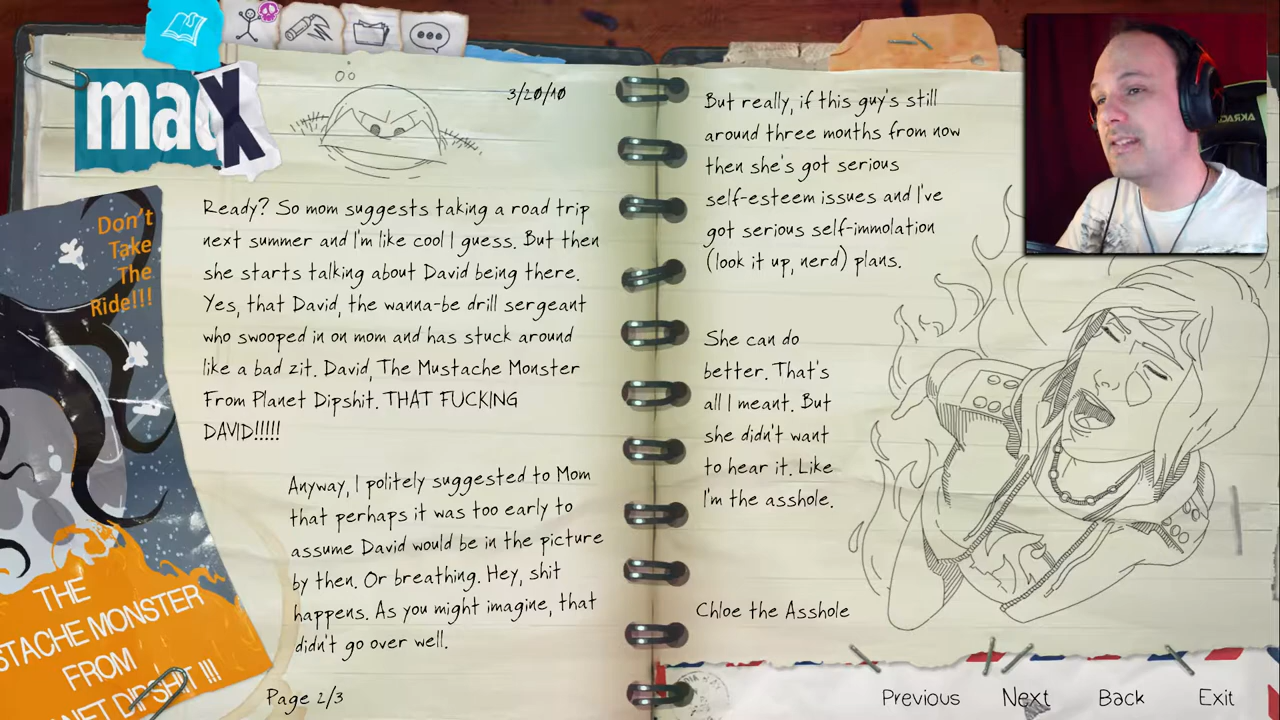 max
3/20/10
Don't
Take
The
Ride!!!
Ready? So mom suggests taking a road trip
next summer and I'm like cool I guess. But then
she starts talking about David being there.
Yes, that David, the wanna-be drill sergeant
who swooped in on mom and has stuck around
like a bad zit. David, The Mustache Monster
From Planet Dipshit. THAT FUCKING
DAVID!!!!!
Anyway, I politely suggested to Mom
that perhaps it was too early to
assume David would be in the picture
by then. Or breathing. Hey, shit
happens. As you might imagine, that
didn't go over well.
THE
STACHE MONSTER
FROM
ANET DIPSHIT !!!
Page 2/3
But really, if this guy's still
around three months from now
then she's got serious
self-esteem issues and I've
got serious self-immolation
(look it up, nerd) plans.
She can do
better. That's
all I meant. But
she didn't want
to hear it. Like
I'm the asshole.
Chloe the Asshole
Previous Next Back Exit
AKRAC